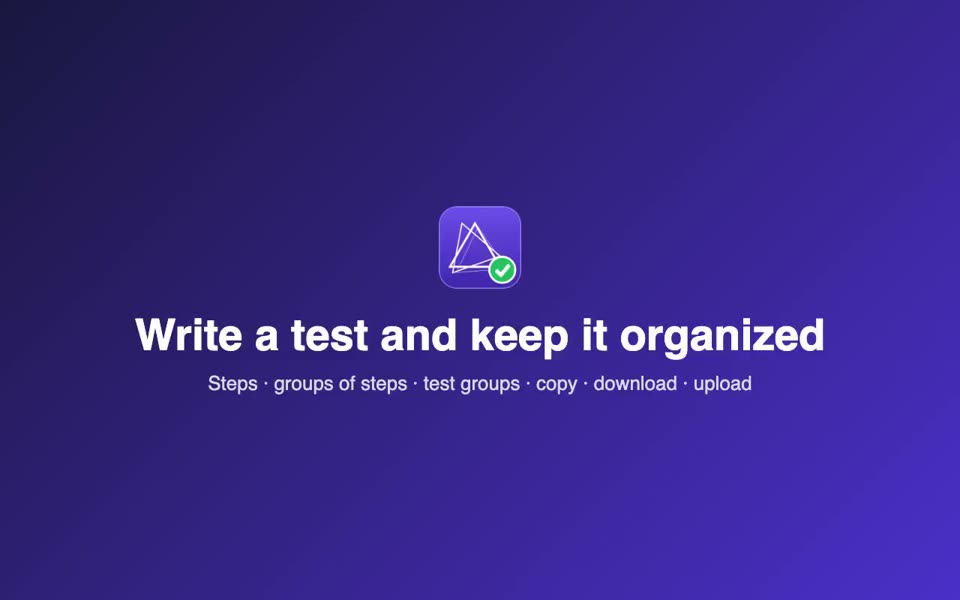 Write a test and keep it organized
Steps · groups of steps · test groups · copy · download · upload